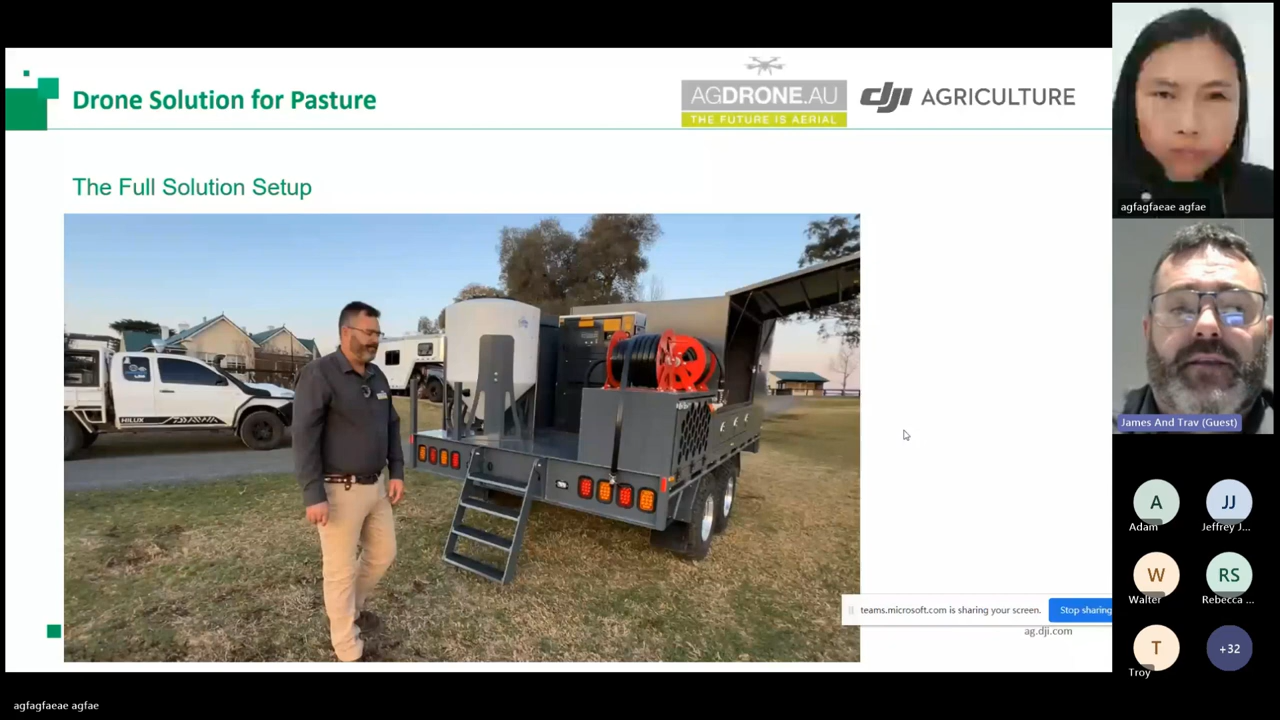 Drone Solution for Pasture
AGDRONE.AU
THE FUTURE IS AERIAL
dji AGRICULTURE
The Full Solution Setup
HILUX
teams.microsoft.com is sharing your screen.
Stop sharing
ag.dji.com
agfagfaeae agfae
James And Trav (Guest)
A
JJ
Adam
Jeffrey J...
W
RS
Walter
Rebecca ...
T
+32
Troy
agfagfaeae agfae